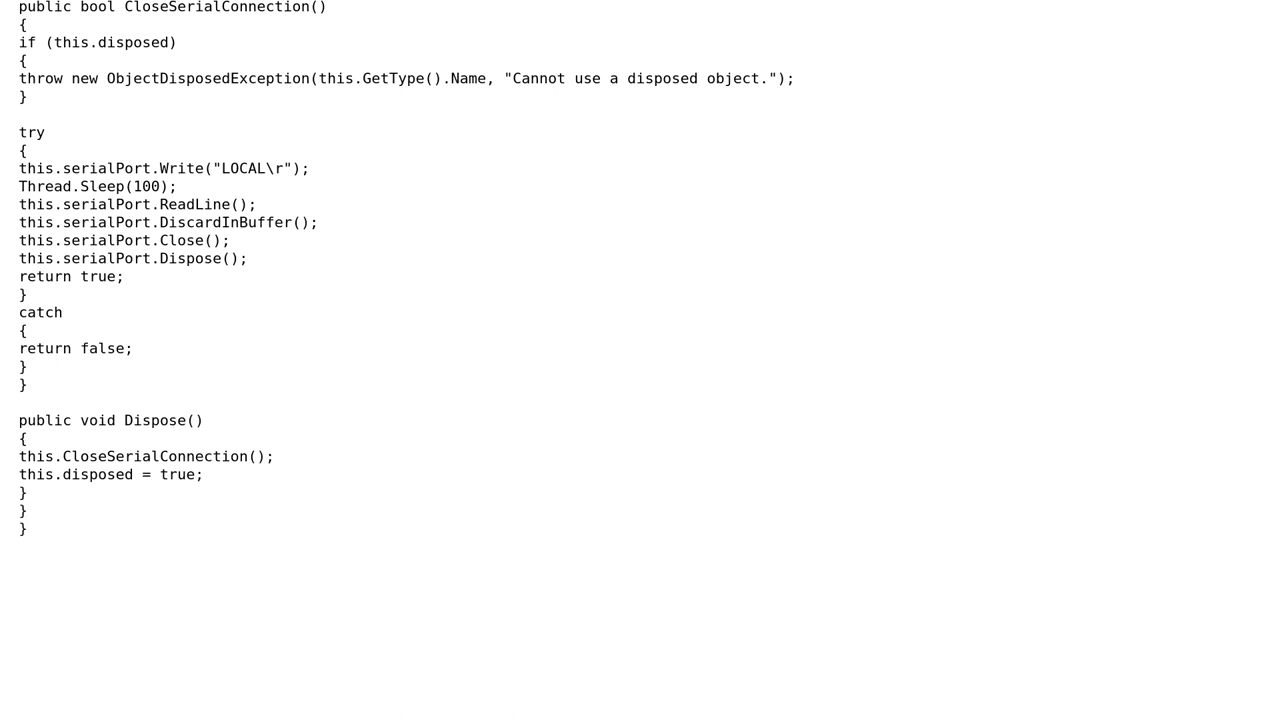 public bool CloseSerialConnection()
{
if (this.disposed)
{
throw new ObjectDisposedException(this.GetType().Name, "Cannot use a disposed object.");
}

try
{
this.serialPort.Write("LOCAL\r");
Thread.Sleep(100);
this.serialPort.ReadLine();
this.serialPort.DiscardInBuffer();
this.serialPort.Close();
this.serialPort.Dispose();
return true;
}
catch
{
return false;
}
}

public void Dispose()
{
this.CloseSerialConnection();
this.disposed = true;
}
}
}